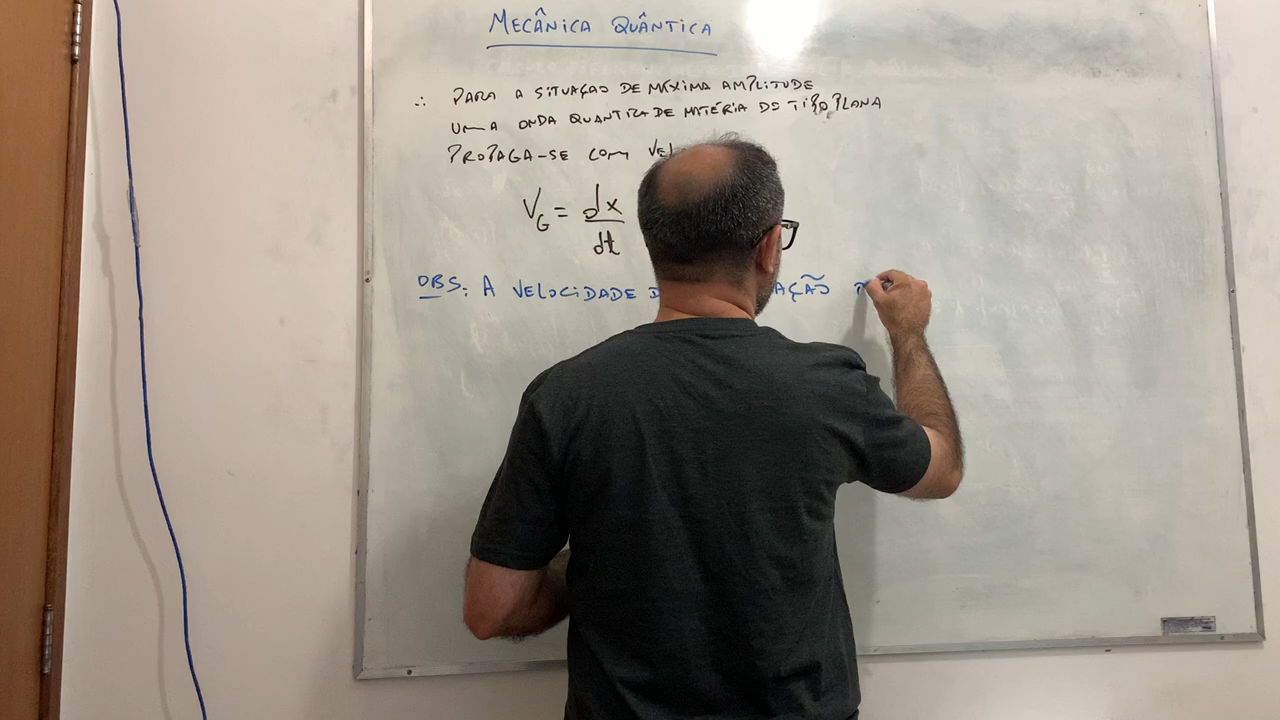 MECÂNICA QUÂNTICA
∴ PARA A SITUAÇÃO DE MÁXIMA AMPLITUDE
UMA ONDA QUANTICA DE MATÉRIA DO TIPO PLANA
PROPAGA-SE COM VEL
V_G = dx/dt
OBS: A VELOCIDADE D AÇÃO